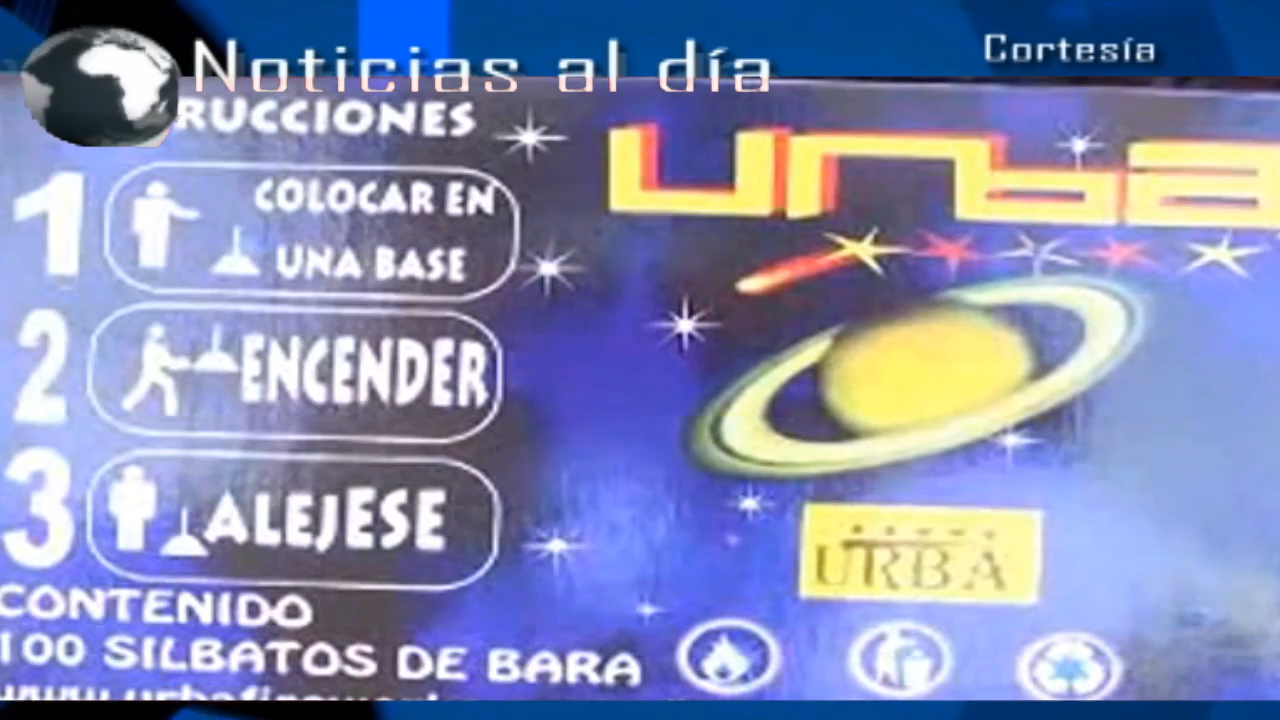 Noticias al día
Cortesía
RUCCIONES
urba
1
COLOCAR EN
UNA BASE
2
ENCENDER
3
ALEJESE
URBA
CONTENIDO
100 SILBATOS DE BARA